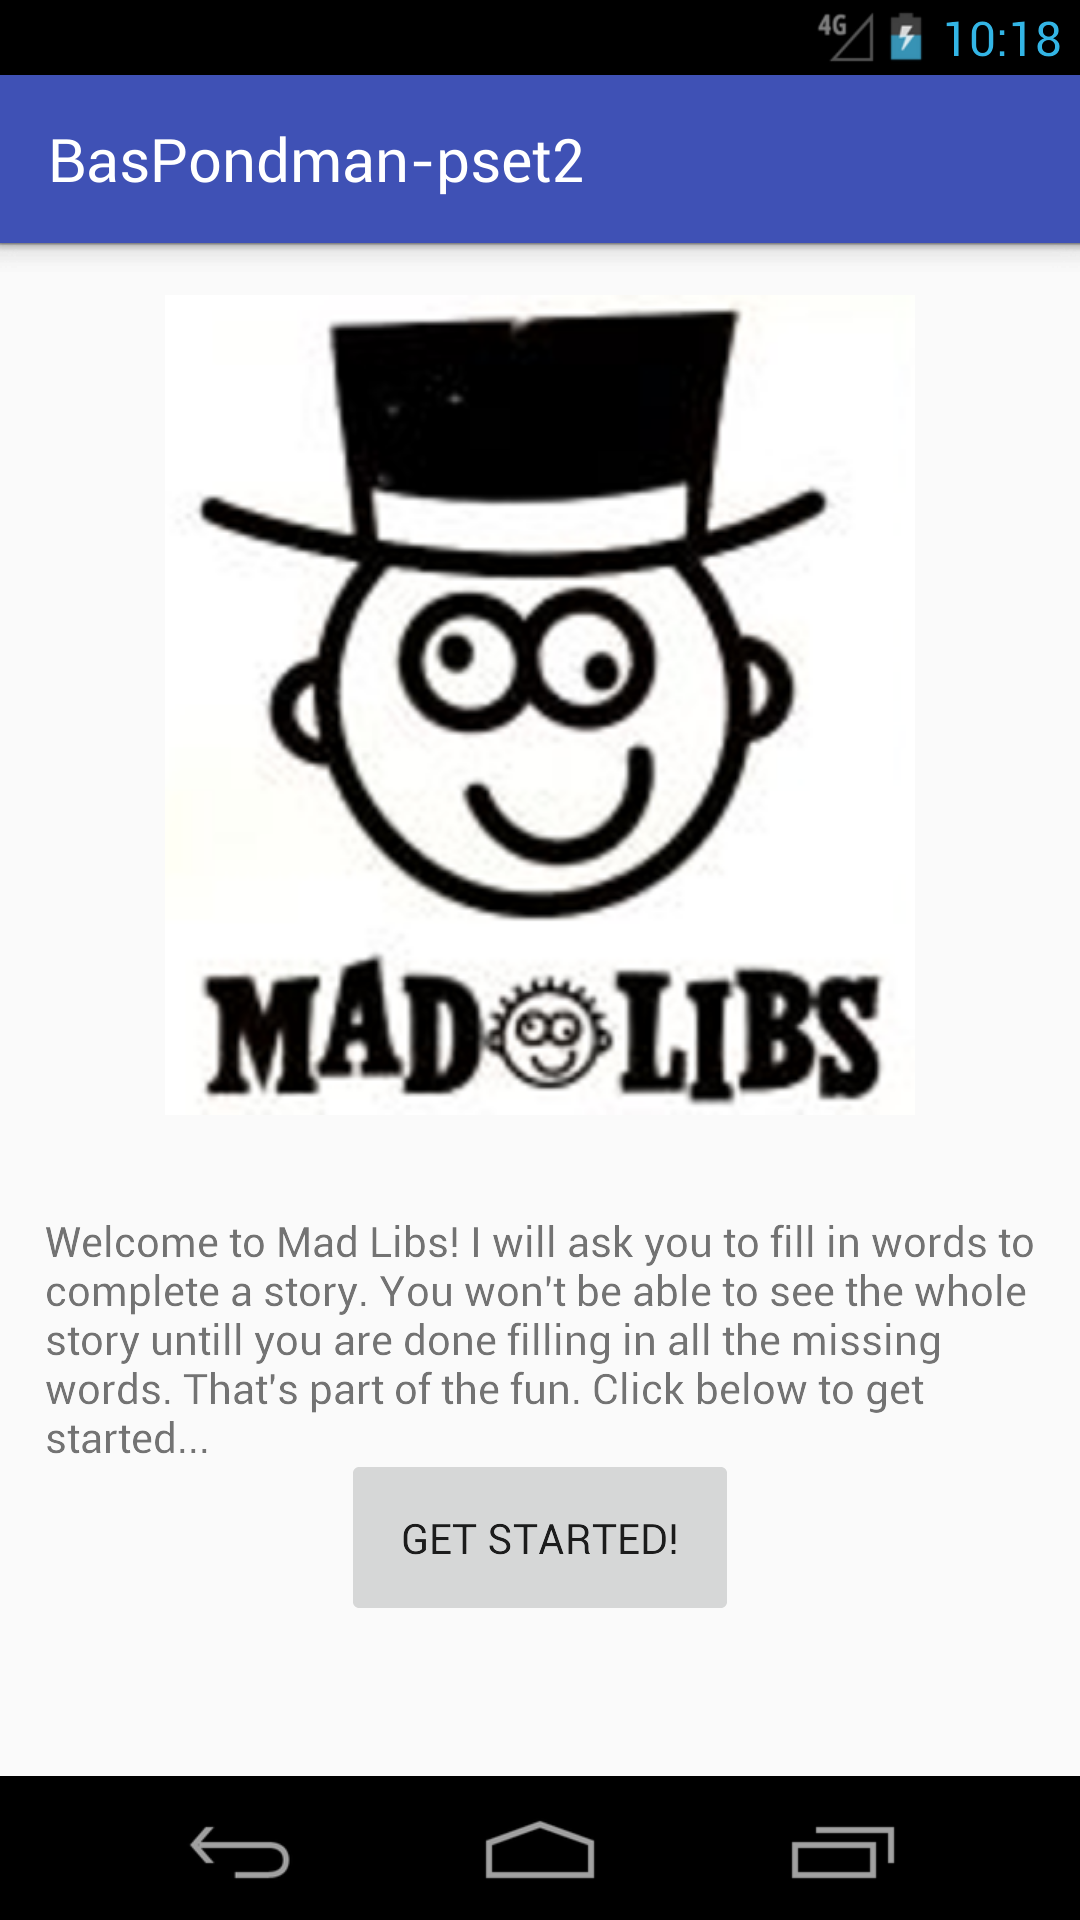 4G 10:18
BasPondman-pset2
MAD LIBS
Welcome to Mad Libs! I will ask you to fill in words to
complete a story. You won't be able to see the whole
story untill you are done filling in all the missing
words. That's part of the fun. Click below to get
started...
GET STARTED!